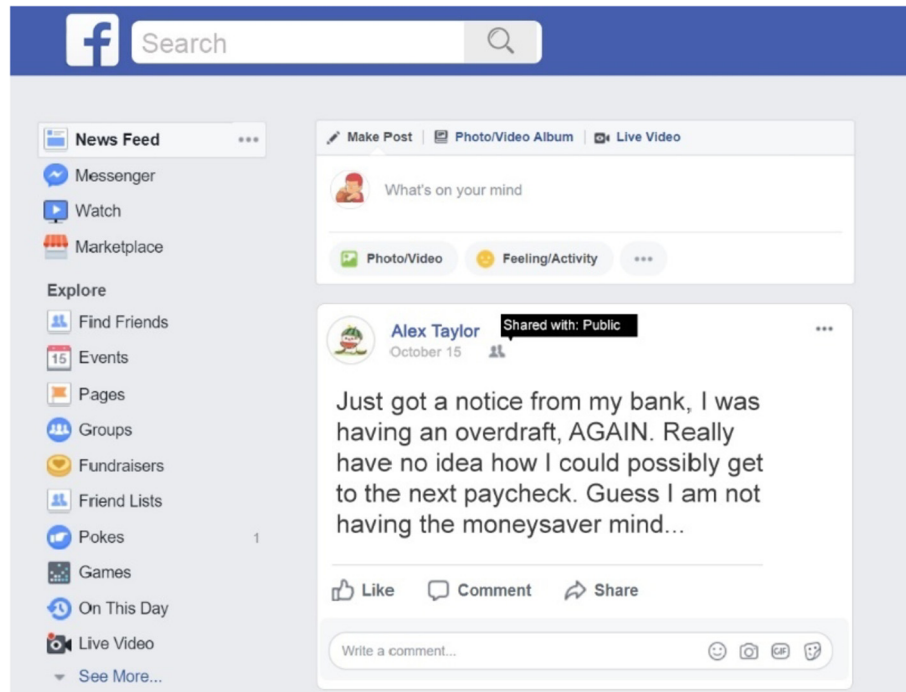 f Search
News Feed
Messenger
Watch
Marketplace
Explore
Find Friends
15 Events
Pages
Groups
Fundraisers
Friend Lists
Pokes 1
Games
On This Day
Live Video
See More...
Make Post | Photo/Video Album | Live Video
What's on your mind
Photo/Video Feeling/Activity
Alex Taylor Shared with: Public
October 15
Just got a notice from my bank, I was
having an overdraft, AGAIN. Really
have no idea how I could possibly get
to the next paycheck. Guess I am not
having the moneysaver mind...
Like Comment Share
Write a comment... GIF